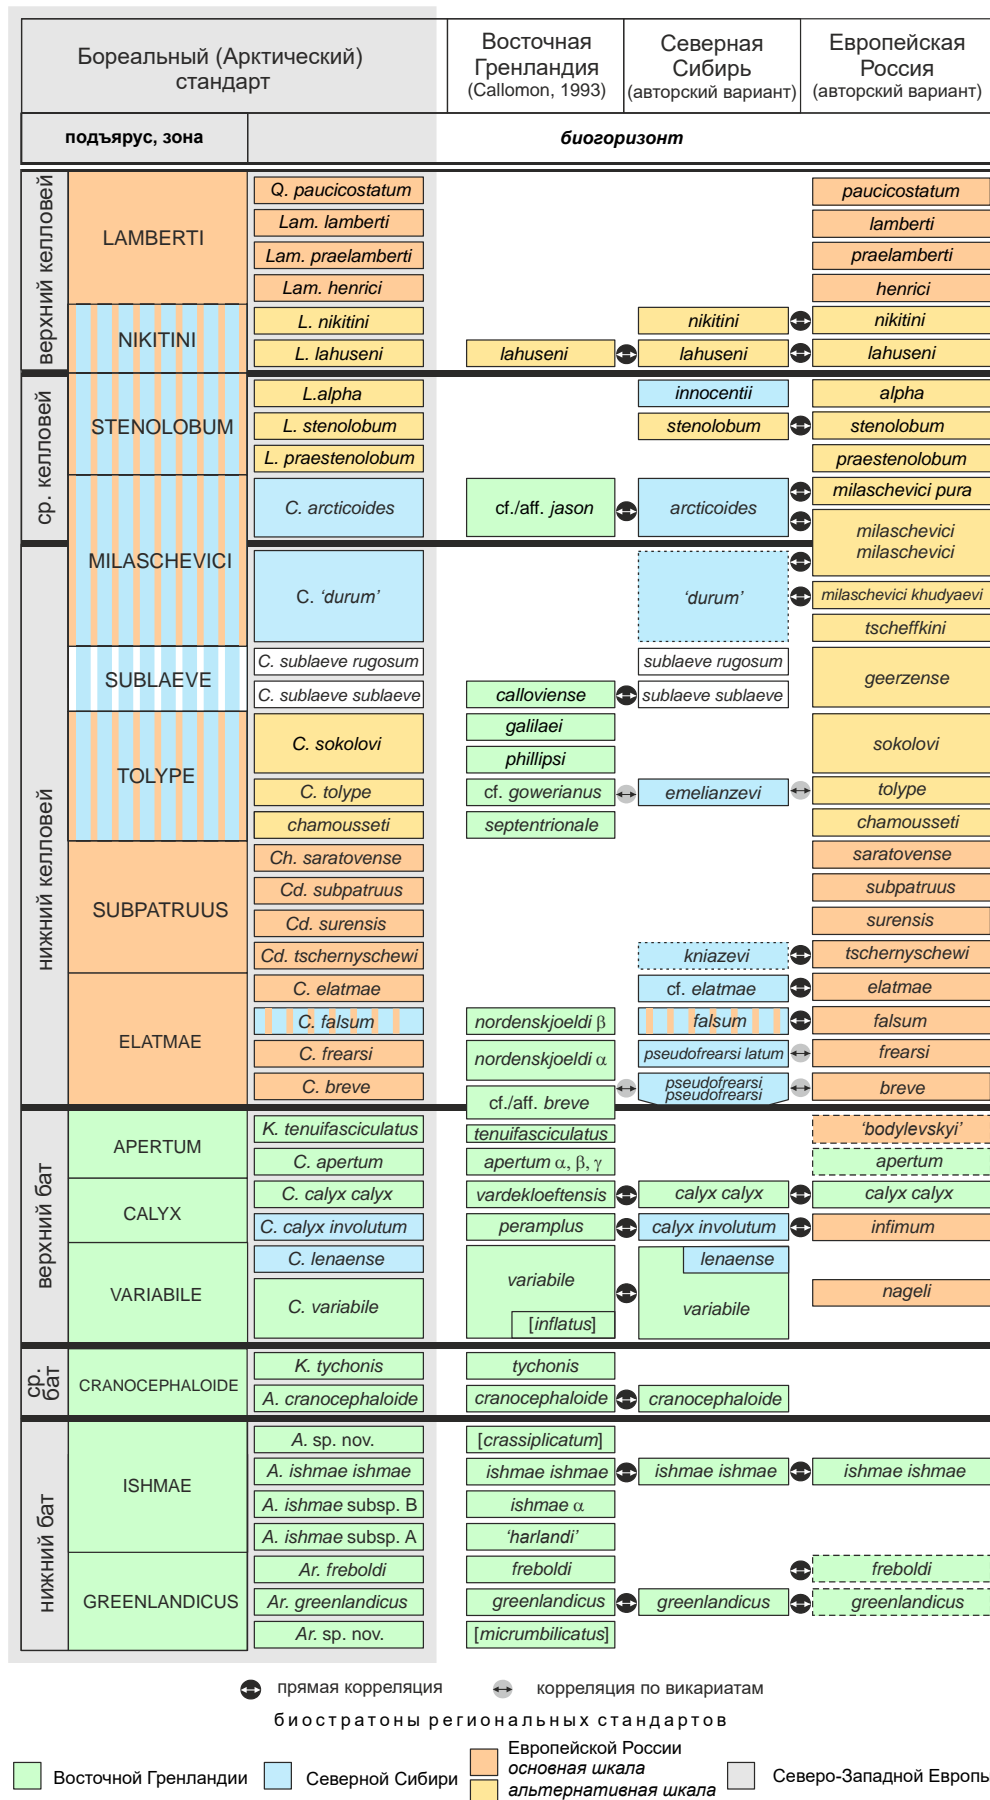 Бореальный (Арктический)
стандарт
Восточная
Гренландия
(Callomon, 1993)
Северная
Сибирь
(авторский вариант)
Европейская
Россия
(авторский вариант)
подъярус, зона
биогоризонт
верхний келловей
LAMBERTI
Q. paucicostatum
paucicostatum
Lam. lamberti
lamberti
Lam. praelamberti
praelamberti
Lam. henrici
henrici
NIKITINI
L. nikitini
nikitini
nikitini
L. lahuseni
lahuseni
lahuseni
lahuseni
ср. келловей
STENOLOBUM
L.alpha
innocentii
alpha
L. stenolobum
stenolobum
stenolobum
L. praestenolobum
praestenolobum
MILASCHEVICI
C. arcticoides
cf./aff. jason
arcticoides
milaschevici pura
milaschevici
milaschevici
нижний келловей
C. ‘durum’
‘durum’
milaschevici khudyaevi
tscheffkini
SUBLAEVE
C. sublaeve rugosum
sublaeve rugosum
geerzense
C. sublaeve sublaeve
calloviense
sublaeve sublaeve
TOLYPE
C. sokolovi
galilaei
phillipsi
sokolovi
C. tolype
cf. gowerianus
emelianzevi
tolype
chamousseti
septentrionale
chamousseti
SUBPATRUUS
Ch. saratovense
saratovense
Cd. subpatruus
subpatruus
Cd. surensis
surensis
Cd. tschernyschewi
kniazevi
tschernyschewi
ELATMAE
C. elatmae
cf. elatmae
elatmae
C. falsum
nordenskjoeldi β
falsum
falsum
C. frearsi
nordenskjoeldi α
pseudofrearsi latum
frearsi
C. breve
cf./aff. breve
pseudofrearsi
pseudofrearsi
breve
верхний бат
APERTUM
K. tenuifasciculatus
tenuifasciculatus
‘bodylevskyi’
C. apertum
apertum α, β, γ
apertum
CALYX
C. calyx calyx
vardekloeftensis
calyx calyx
calyx calyx
C. calyx involutum
peramplus
calyx involutum
infimum
VARIABILE
C. lenaense
variabile
lenaense
C. variabile
[inflatus]
variabile
nageli
ср.
бат
CRANOCEPHALOIDE
K. tychonis
tychonis
A. cranocephaloide
cranocephaloide
cranocephaloide
нижний бат
ISHMAE
A. sp. nov.
[crassiplicatum]
A. ishmae ishmae
ishmae ishmae
ishmae ishmae
ishmae ishmae
A. ishmae subsp. B
ishmae α
A. ishmae subsp. A
‘harlandi’
GREENLANDICUS
Ar. freboldi
freboldi
freboldi
Ar. greenlandicus
greenlandicus
greenlandicus
greenlandicus
Ar. sp. nov.
[micrumbilicatus]
прямая корреляция
корреляция по викариатам
биостратоны региональных стандартов
Восточной Гренландии
Северной Сибири
Европейской России
основная шкала
альтернативная шкала
Северо-Западной Европы